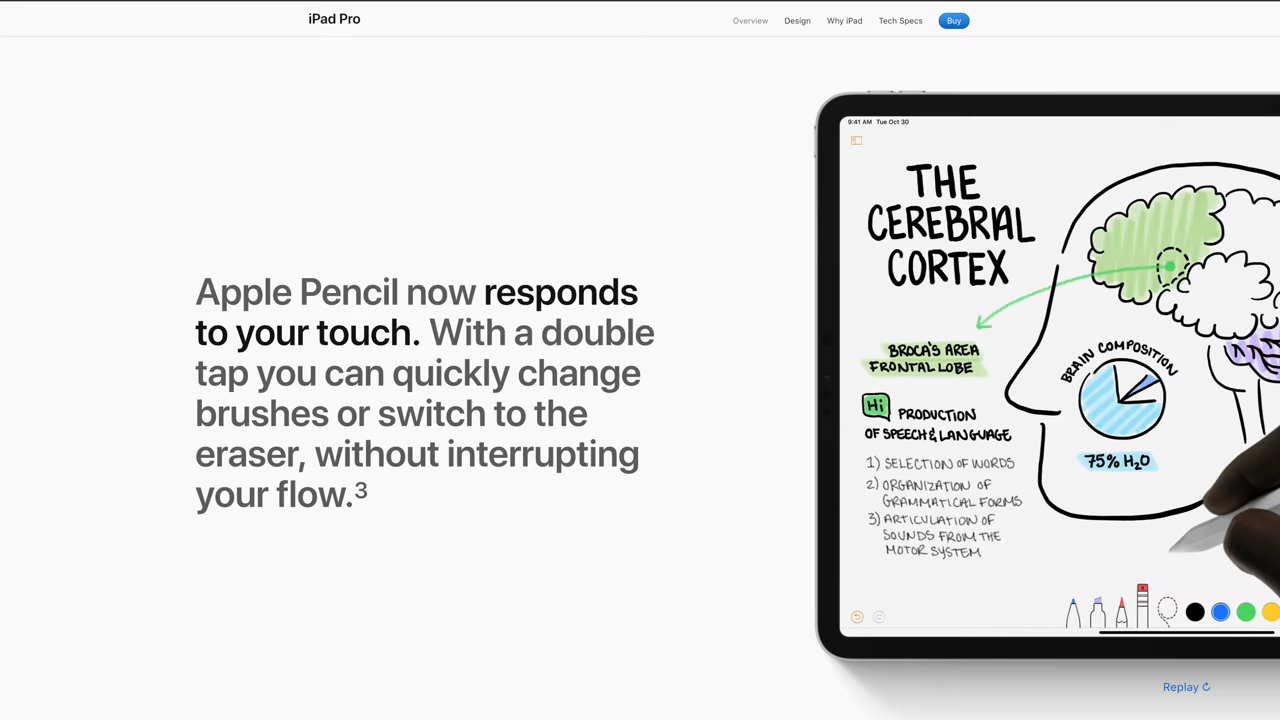 iPad Pro
Overview Design Why iPad Tech Specs Buy
Apple Pencil now responds
to your touch. With a double
tap you can quickly change
brushes or switch to the
eraser, without interrupting
your flow.³
9:41 AM Tue Oct 30
THE
CEREBRAL
CORTEX
BROCA'S AREA
FRONTAL LOBE
Hi PRODUCTION
OF SPEECH & LANGUAGE
1) SELECTION OF WORDS
2) ORGANIZATION OF
GRAMMATICAL FORMS
3) ARTICULATION OF
SOUNDS FROM THE
MOTOR SYSTEM
BRAIN COMPOSITION
75% H₂O
Replay